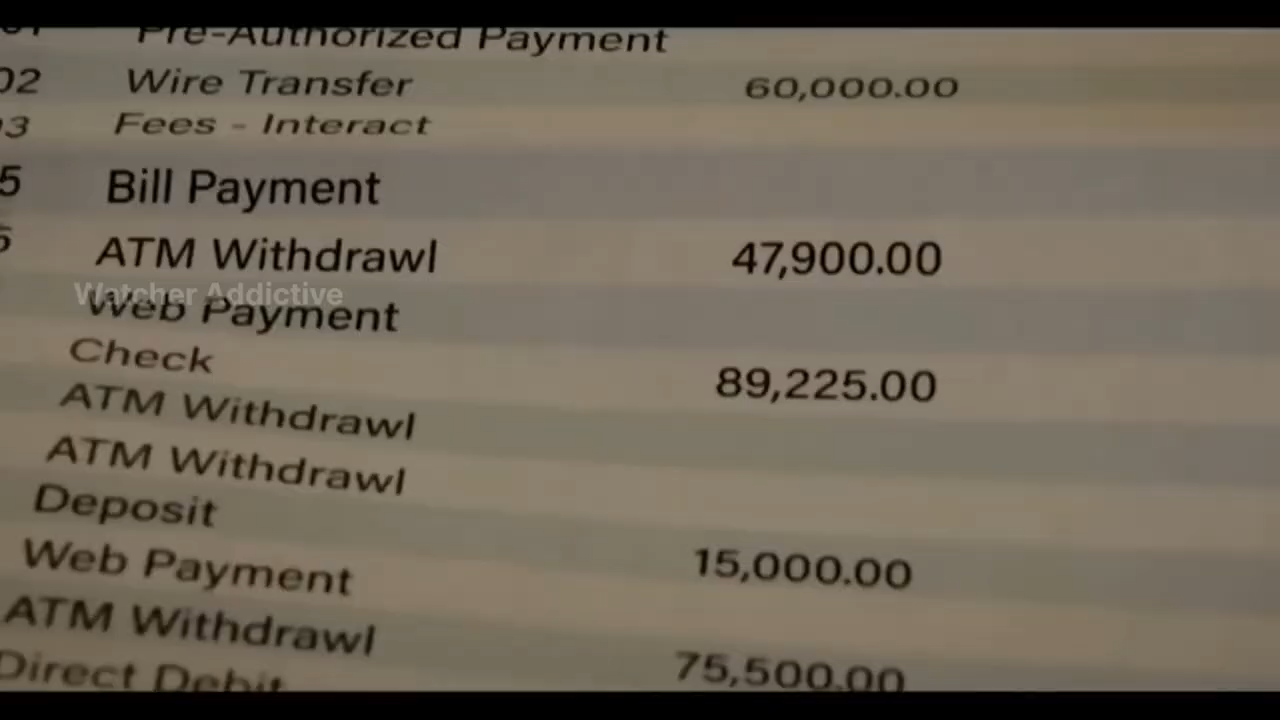 Pre-Authorized Payment
02 Wire Transfer 60,000.00
03 Fees - Interact
5 Bill Payment
5 ATM Withdrawl 47,900.00
Watcher Addictive
Web Payment
Check 89,225.00
ATM Withdrawl
ATM Withdrawl
Deposit 15,000.00
Web Payment
ATM Withdrawl 75,500.00
Direct Debit